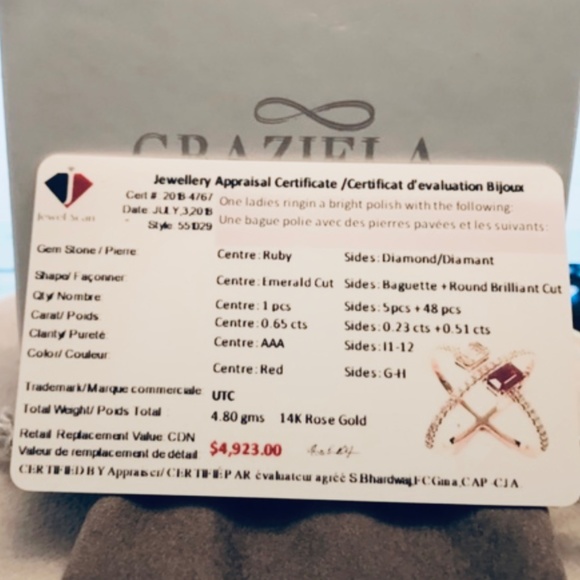 GRAZIELA
Jewellery Appraisal Certificate /Certificat d'evaluation Bijoux
Jewel Scan
Cert # 2018-4767
One ladies ringin a bright polish with the following:
Date: JULY,3,2018
Style: 551029
Une bague polie avec des pierres pavées et les suivants:
Gem Stone / Pierre: Centre: Ruby Sides: Diamond/Diamant
Shape/ Façonner: Centre: Emerald Cut Sides: Baguette + Round Brilliant Cut
Qty/ Nombre Centre: 1 pcs Sides: 5pcs + 48 pcs
Carat/ Poids Centre: 0.65 cts Sides: 0.23 cts +0.51 cts
Clarity/ Pureté: Centre: AAA Sides: I1-12
Color/ Couleur: Centre: Red Sides: G-H
Trademark/Marque commerciale: UTC
Total Weight/ Poids Total 4.80 gms 14K Rose Gold
Retail Replacement Value: CDN
Valeur de remplacement de détail $4,923.00
CERTIFIED BY Appraiser/ CERTIFIÉ PAR évaluateur agréé S.Bhardwaj,FCGma,CAP-CJA